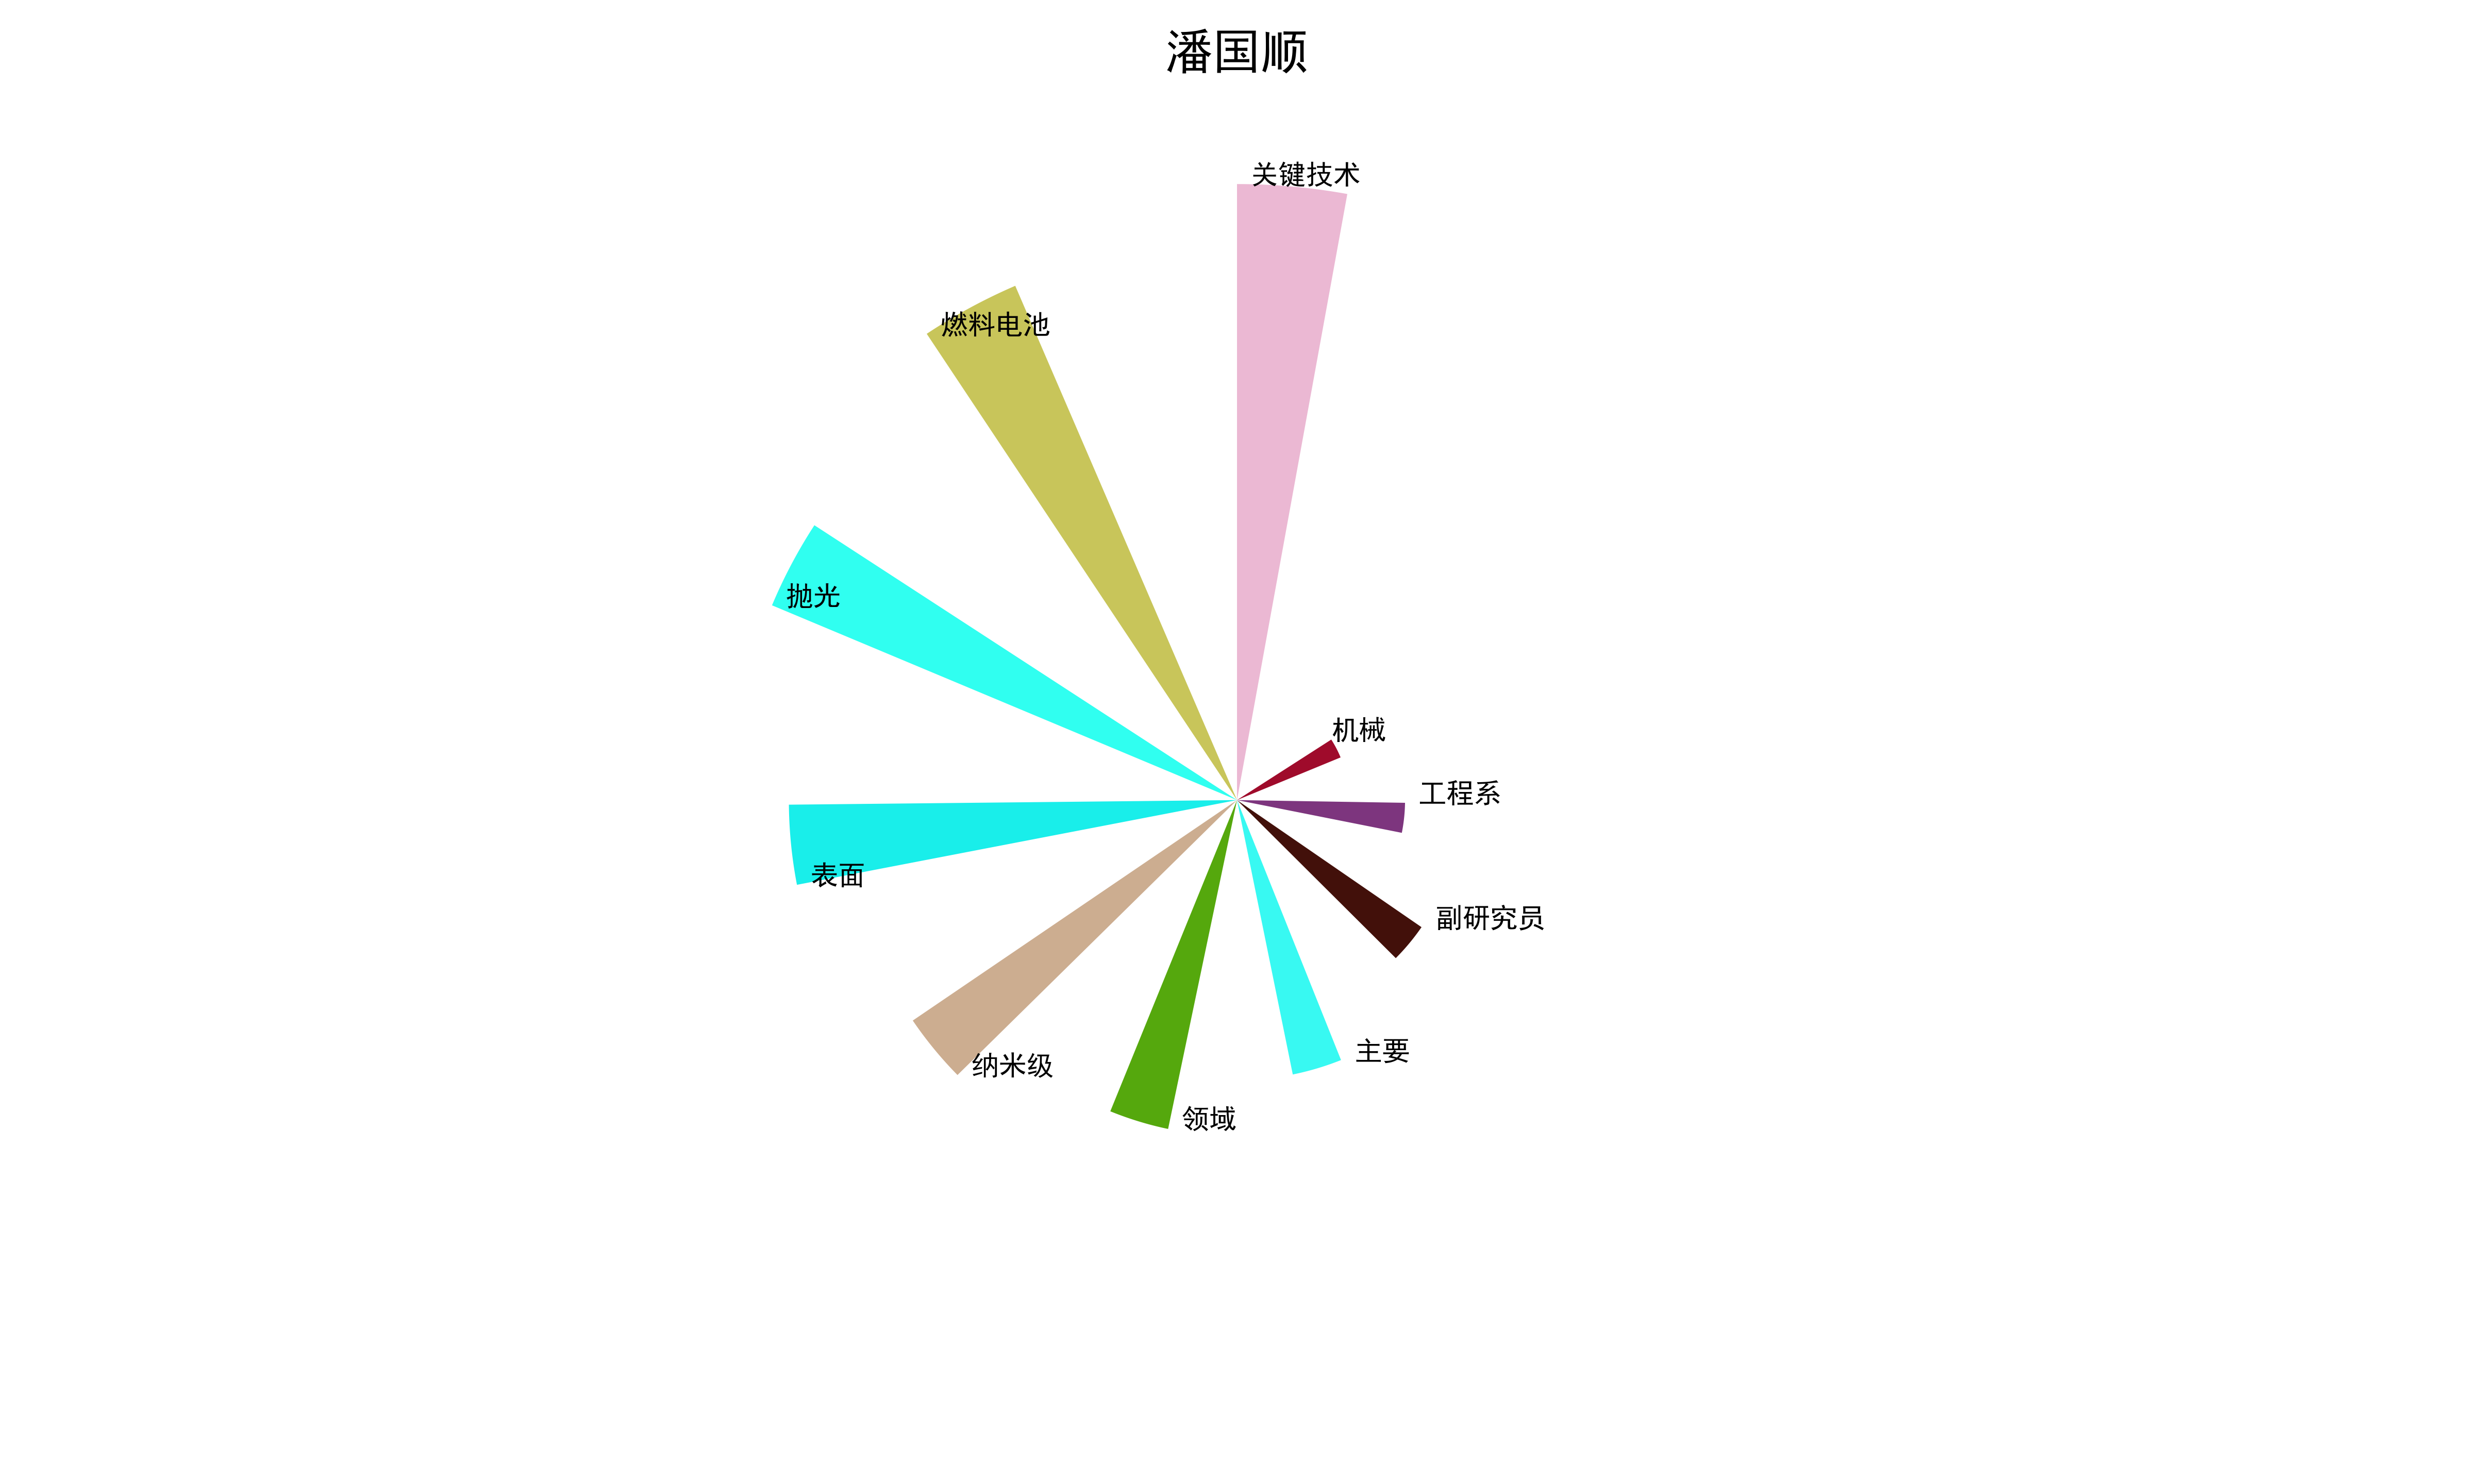 潘国顺
关键技术
燃料电池
抛光
机械
工程系
表面
副研究员
主要
纳米级
领域